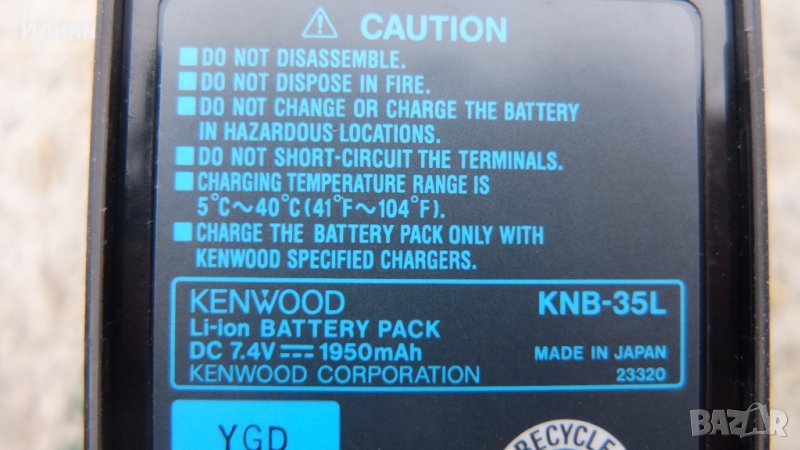 Илиян
⚠ CAUTION
■ DO NOT DISASSEMBLE.
■ DO NOT DISPOSE IN FIRE.
■ DO NOT CHANGE OR CHARGE THE BATTERY
IN HAZARDOUS LOCATIONS.
■ DO NOT SHORT-CIRCUIT THE TERMINALS.
■ CHARGING TEMPERATURE RANGE IS
5°C~40°C (41°F~104°F).
■ CHARGE THE BATTERY PACK ONLY WITH
KENWOOD SPECIFIED CHARGERS.
KENWOOD KNB-35L
Li-ion BATTERY PACK
DC 7.4V ⎓ 1950mAh MADE IN JAPAN
KENWOOD CORPORATION 23320
YGD
RECYCLE
BAZAR